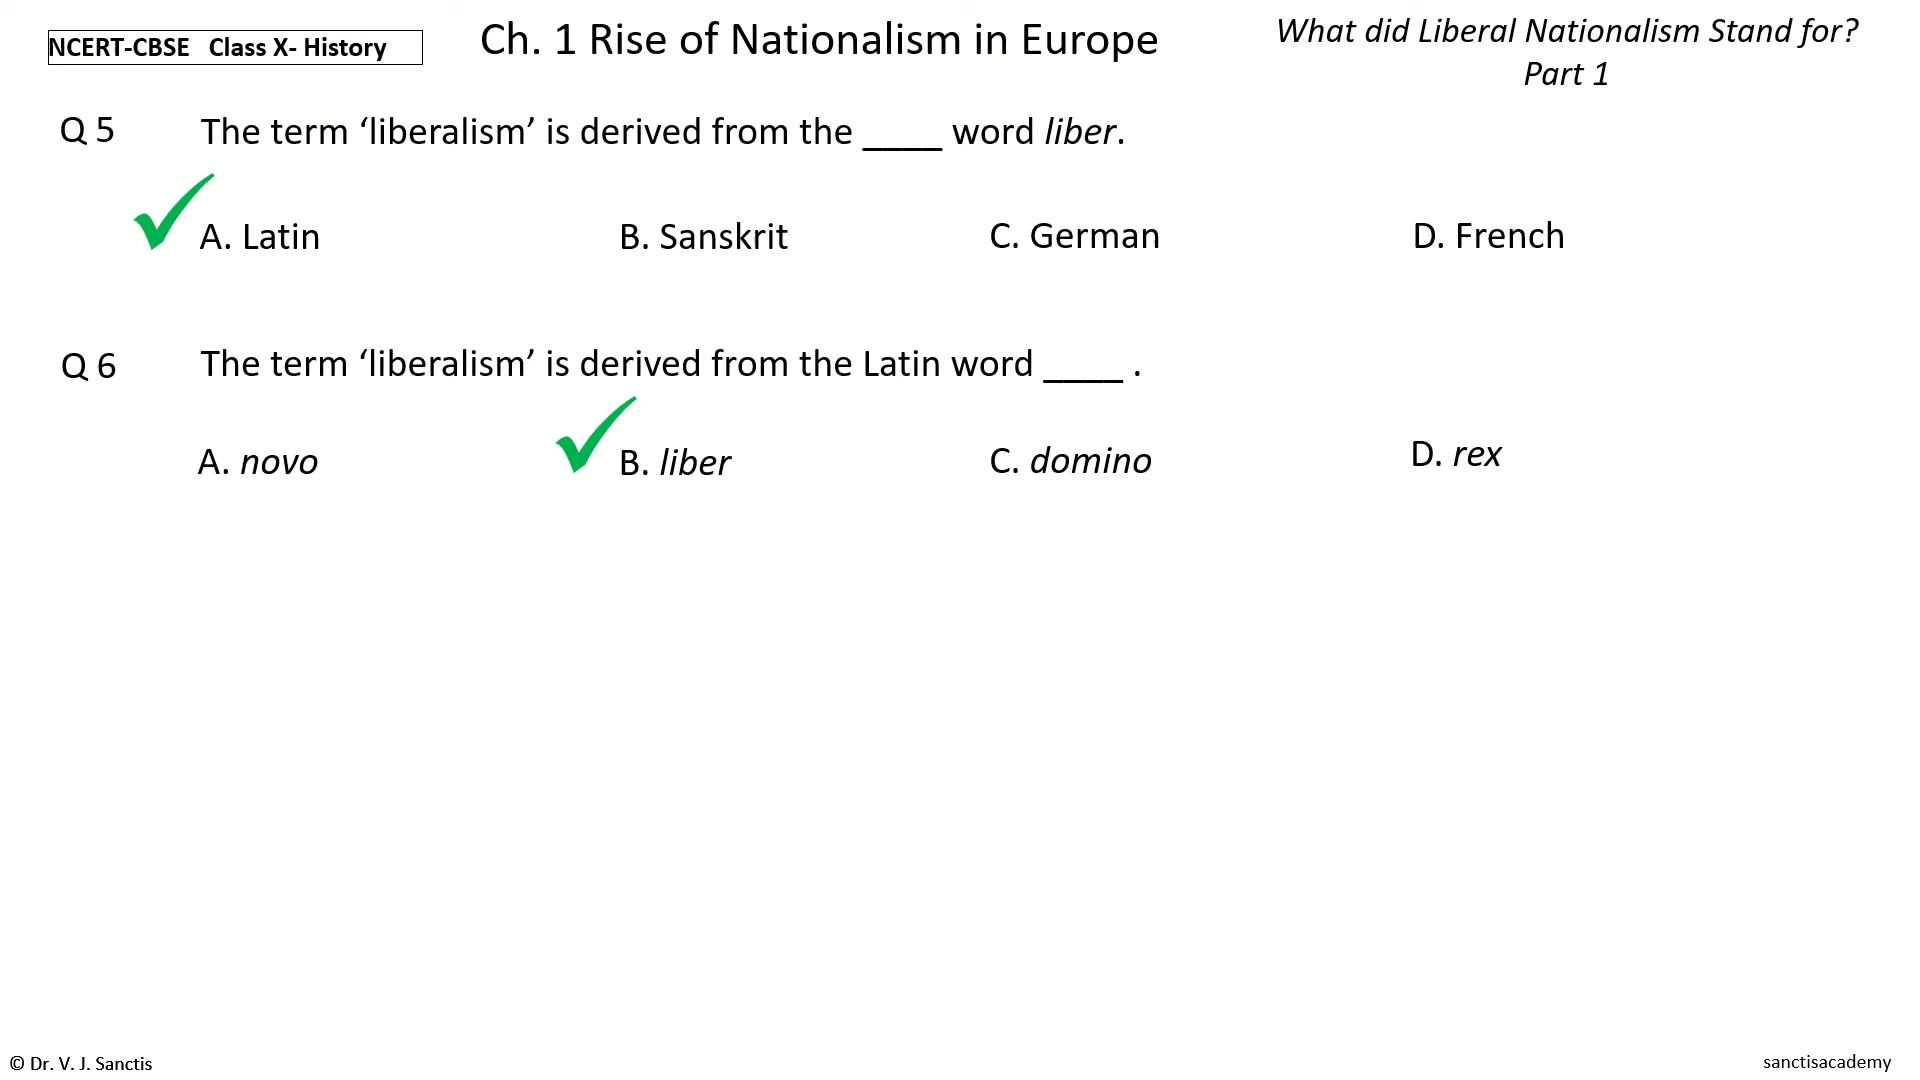 NCERT-CBSE   Class X- History
Ch. 1 Rise of Nationalism in Europe
What did Liberal Nationalism Stand for?
Part 1
Q 5 The term ‘liberalism’ is derived from the ____ word liber.
A. Latin B. Sanskrit C. German D. French
Q 6 The term ‘liberalism’ is derived from the Latin word ____ .
A. novo B. liber C. domino D. rex
© Dr. V. J. Sanctis
sanctisacademy